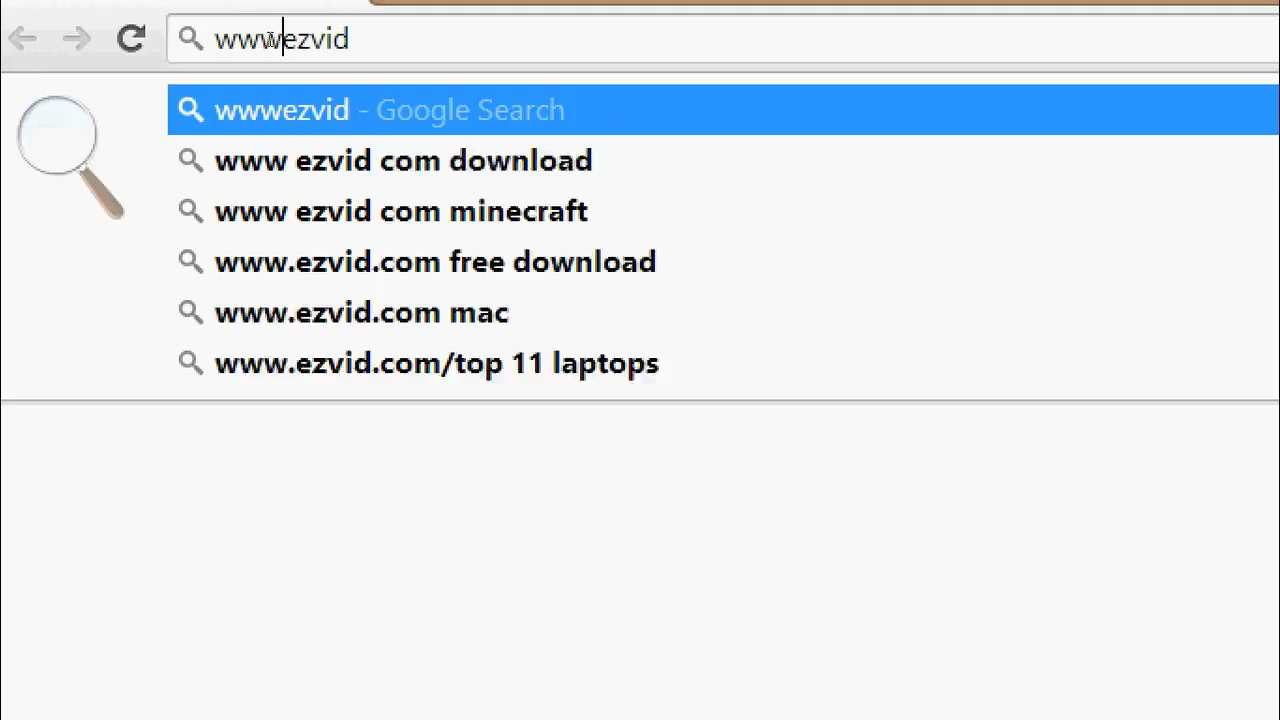 wwwezvid
wwwezvid - Google Search
www ezvid com download
www ezvid com minecraft
www.ezvid.com free download
www.ezvid.com mac
www.ezvid.com/top 11 laptops